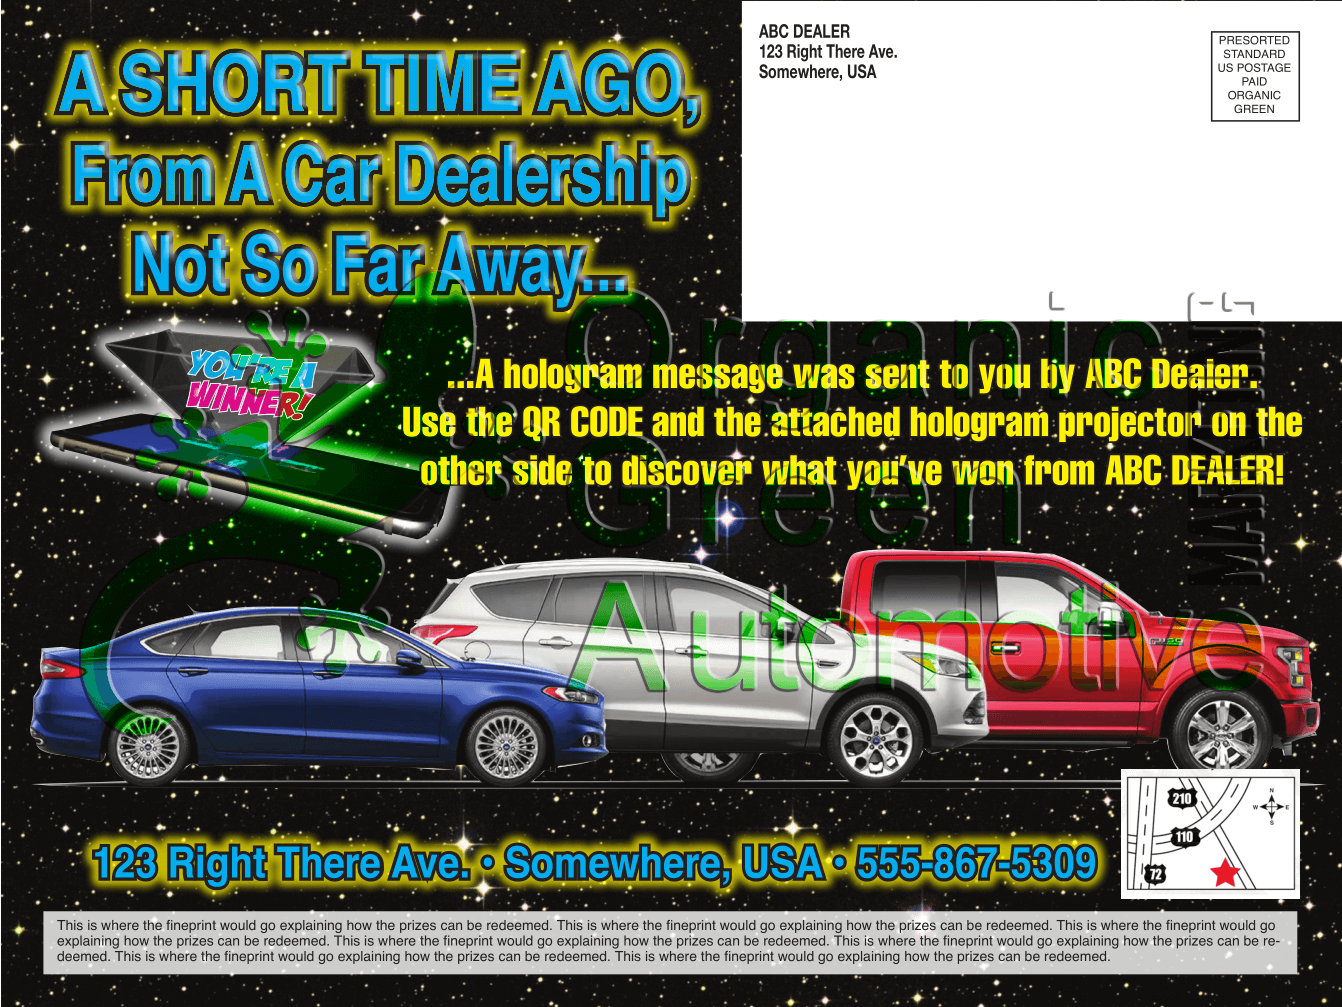 A SHORT TIME AGO,
From A Car Dealership
Not So Far Away...
ABC DEALER
123 Right There Ave.
Somewhere, USA
PRESORTED
STANDARD
US POSTAGE
PAID
ORGANIC
GREEN
YOU'RE A
WINNER!
...A hologram message was sent to you by ABC Dealer.
Use the QR CODE and the attached hologram projector on the
other side to discover what you've won from ABC DEALER!
Organic
Green
Automotive
MARKETING
210
110
72
N
W E
S
123 Right There Ave. • Somewhere, USA • 555-867-5309
This is where the fineprint would go explaining how the prizes can be redeemed. This is where the fineprint would go explaining how the prizes can be redeemed. This is where the fineprint would go
explaining how the prizes can be redeemed. This is where the fineprint would go explaining how the prizes can be redeemed. This is where the fineprint would go explaining how the prizes can be re-
deemed. This is where the fineprint would go explaining how the prizes can be redeemed. This is where the fineprint would go explaining how the prizes can be redeemed.